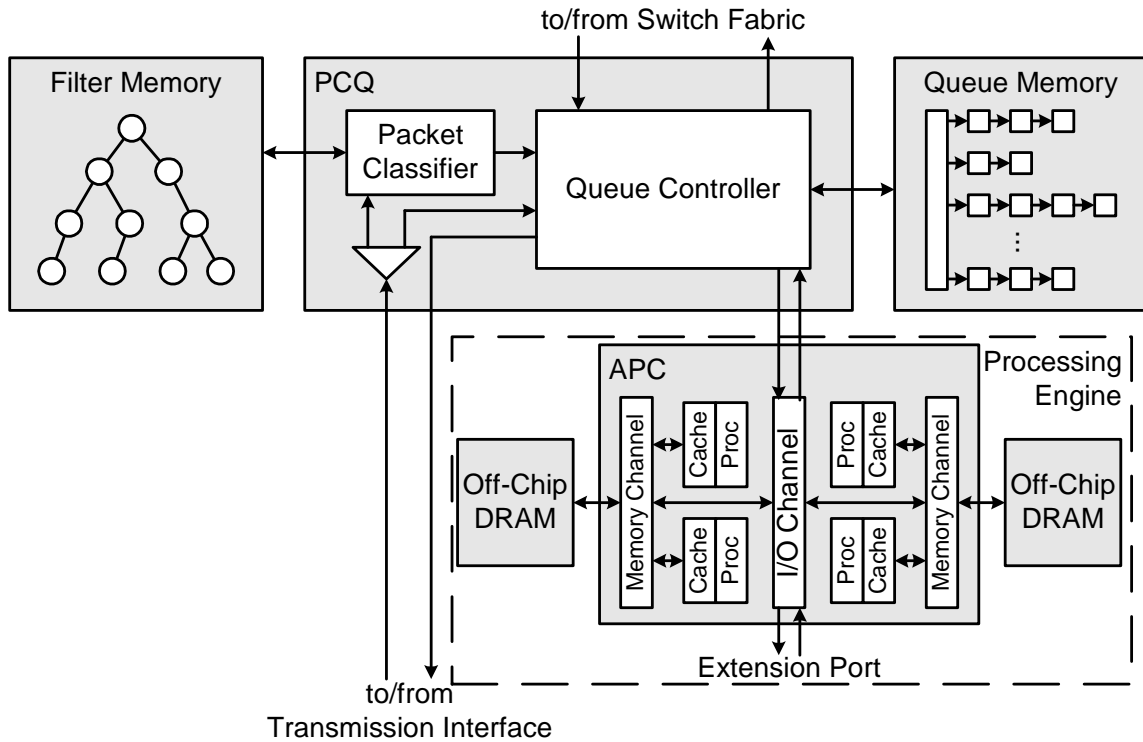 to/from Switch Fabric
Filter Memory
PCQ
Queue Memory
Packet
Classifier
Queue Controller
...
APC
Processing
Engine
Off-Chip
DRAM
Memory Channel
Cache
Proc
Cache
Proc
I/O Channel
Proc
Cache
Proc
Cache
Memory Channel
Off-Chip
DRAM
Extension Port
to/from
Transmission Interface